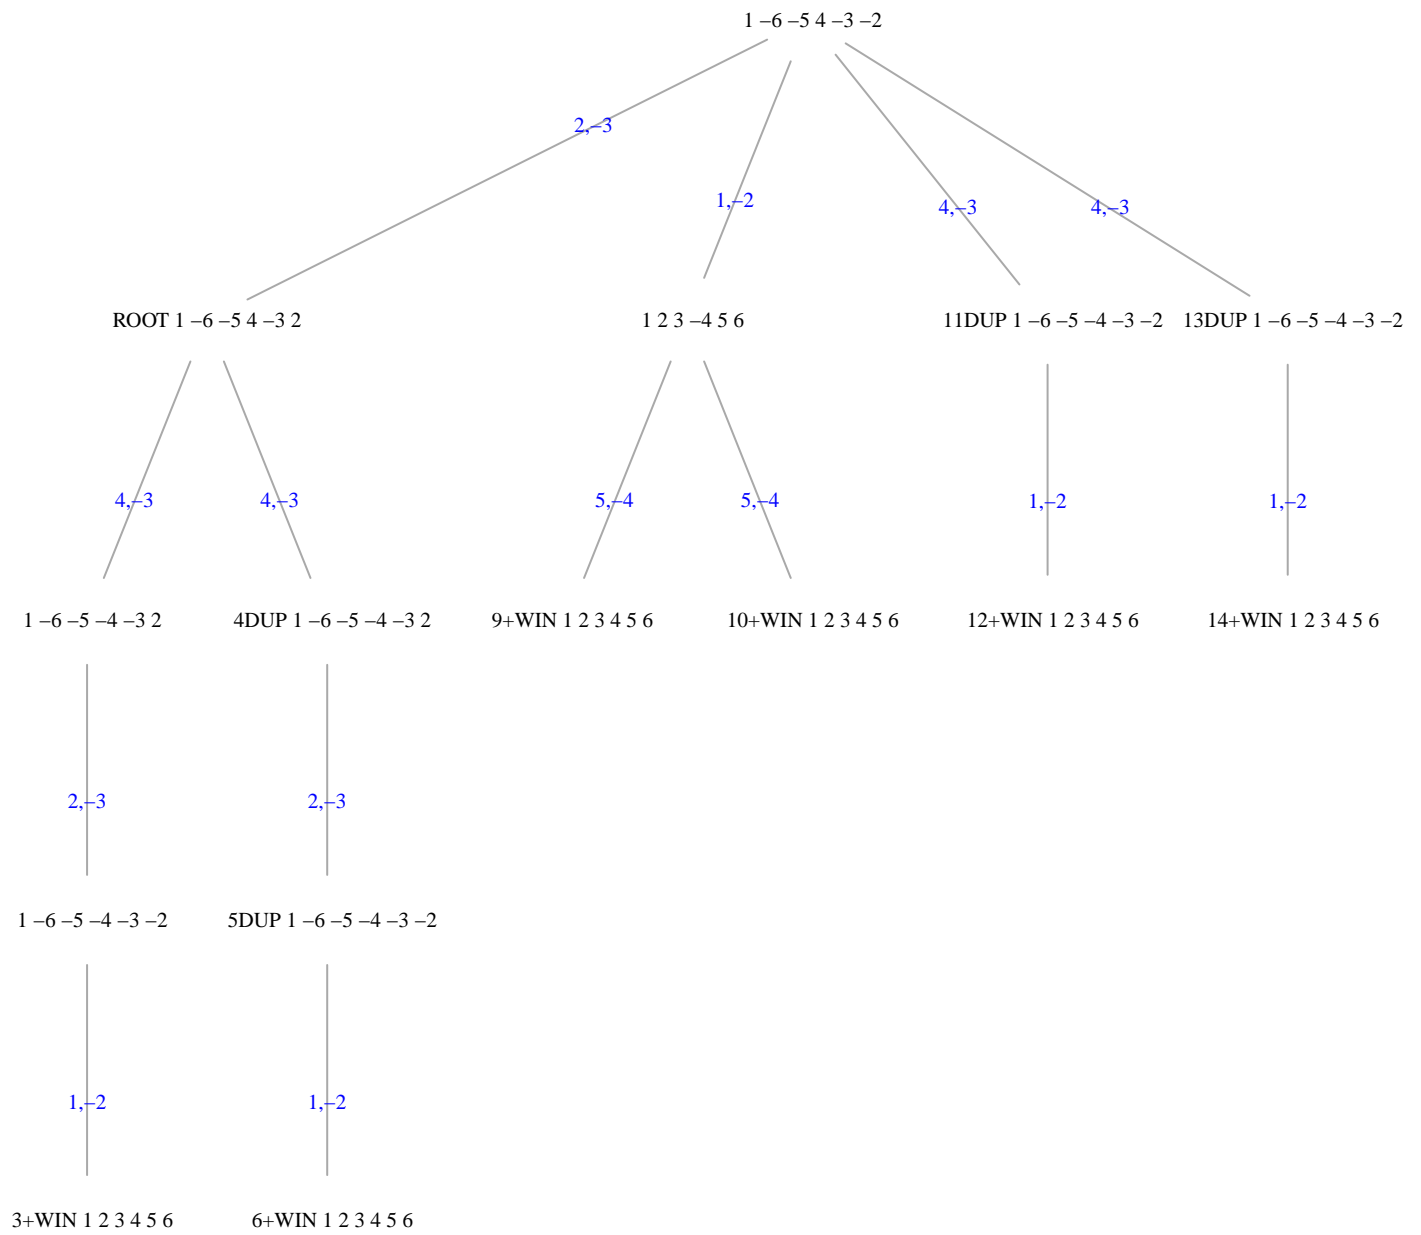 1 –6 –5 4 –3 –2
2,–3
1,–2
4,–3
4,–3
ROOT 1 –6 –5 4 –3 2
1 2 3 –4 5 6
11DUP 1 –6 –5 –4 –3 –2
13DUP 1 –6 –5 –4 –3 –2
4,–3
4,–3
5,–4
5,–4
1,–2
1,–2
1 –6 –5 –4 –3 2
4DUP 1 –6 –5 –4 –3 2
9+WIN 1 2 3 4 5 6
10+WIN 1 2 3 4 5 6
12+WIN 1 2 3 4 5 6
14+WIN 1 2 3 4 5 6
2,–3
2,–3
1 –6 –5 –4 –3 –2
5DUP 1 –6 –5 –4 –3 –2
1,–2
1,–2
3+WIN 1 2 3 4 5 6
6+WIN 1 2 3 4 5 6